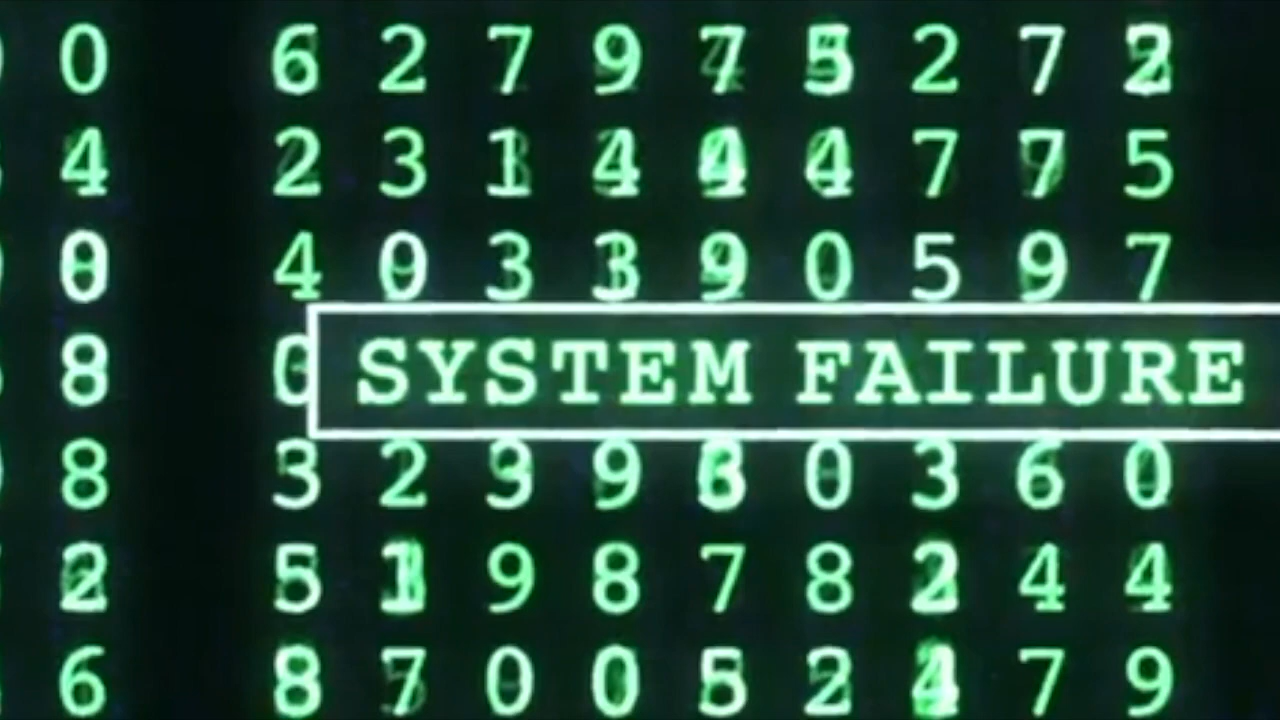 0 6 2 7 9 7 5 2 7 2
4 2 3 1 4 4 4 7 7 5
0 4 0 3 3 9 0 5 9 7
8 SYSTEM FAILURE
8 3 2 9 9 6 0 3 6 0
2 5 1 9 8 7 8 2 4 4
6 8 7 0 0 5 2 4 7 9